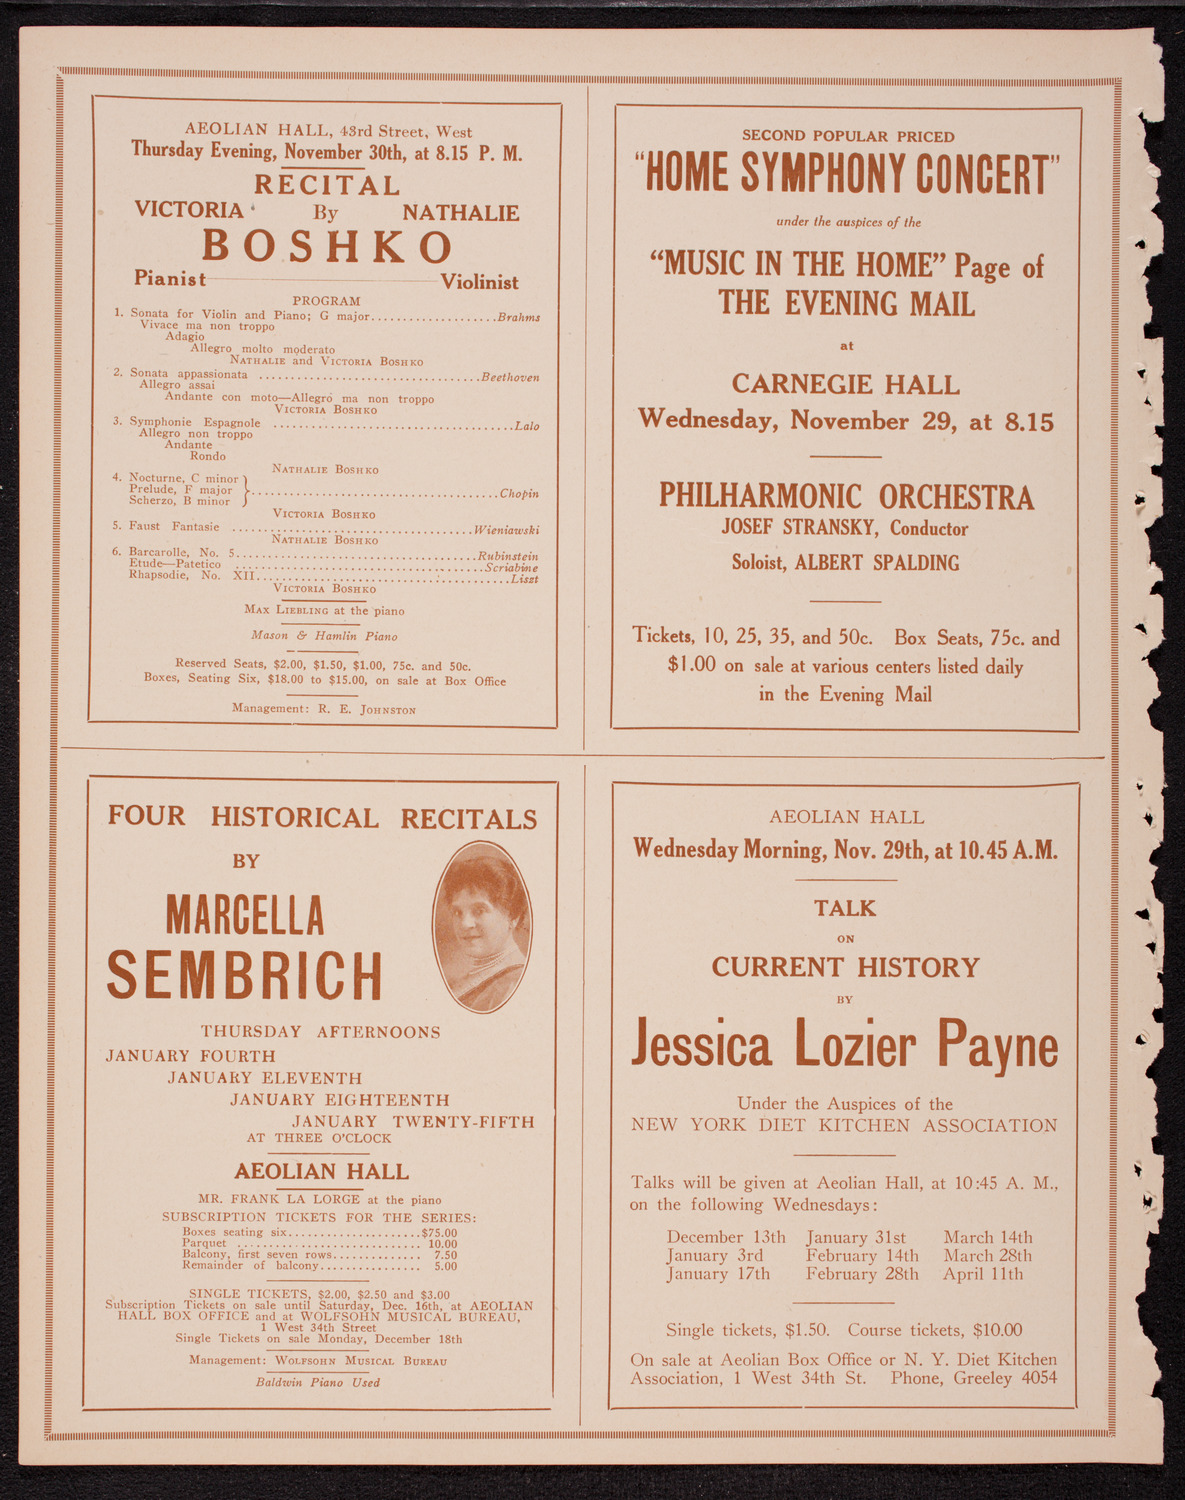 AEOLIAN HALL, 43rd Street, West
Thursday Evening, November 30th, at 8.15 P. M.
RECITAL
VICTORIA By NATHALIE
BOSHKO
Pianist Violinist
PROGRAM
1. Sonata for Violin and Piano; G major....................Brahms
Vivace ma non troppo
Adagio
Allegro molto moderato
NATHALIE and VICTORIA BOSHKO
2. Sonata appassionata ..................................Beethoven
Allegro assai
Andante con moto—Allegro ma non troppo
VICTORIA BOSHKO
3. Symphonie Espagnole .....................................Lalo
Allegro non troppo
Andante
Rondo
NATHALIE BOSHKO
4. Nocturne, C minor
Prelude, F major
Scherzo, B minor } ......................................Chopin
VICTORIA BOSHKO
5. Faust Fantasie .....................................Wieniawski
NATHALIE BOSHKO
6. Barcarolle, No. 5.....................................Rubinstein
Etude—Patetico ......................................Scriabine
Rhapsodie, No. XII.......................................Liszt
VICTORIA BOSHKO
MAX LIEBLING at the piano
Mason & Hamlin Piano
Reserved Seats, $2.00, $1.50, $1.00, 75c. and 50c.
Boxes, Seating Six, $18.00 to $15.00, on sale at Box Office
Management: R. E. JOHNSTON
SECOND POPULAR PRICED
"HOME SYMPHONY CONCERT"
under the auspices of the
"MUSIC IN THE HOME" Page of
THE EVENING MAIL
at
CARNEGIE HALL
Wednesday, November 29, at 8.15
PHILHARMONIC ORCHESTRA
JOSEF STRANSKY, Conductor
Soloist, ALBERT SPALDING
Tickets, 10, 25, 35, and 50c. Box Seats, 75c. and
$1.00 on sale at various centers listed daily
in the Evening Mail
FOUR HISTORICAL RECITALS
BY
MARCELLA
SEMBRICH
THURSDAY AFTERNOONS
JANUARY FOURTH
JANUARY ELEVENTH
JANUARY EIGHTEENTH
JANUARY TWENTY-FIFTH
AT THREE O'CLOCK
AEOLIAN HALL
MR. FRANK LA LORGE at the piano
SUBSCRIPTION TICKETS FOR THE SERIES:
Boxes seating six....................$75.00
Parquet ............................ 10.00
Balcony, first seven rows............. 7.50
Remainder of balcony............... 5.00
SINGLE TICKETS, $2.00, $2.50 and $3.00
Subscription Tickets on sale until Saturday, Dec. 16th, at AEOLIAN
HALL BOX OFFICE and at WOLFSOHN MUSICAL BUREAU,
1 West 34th Street
Single Tickets on sale Monday, December 18th
Management: WOLFSOHN MUSICAL BUREAU
Baldwin Piano Used
AEOLIAN HALL
Wednesday Morning, Nov. 29th, at 10.45 A.M.
TALK
ON
CURRENT HISTORY
BY
Jessica Lozier Payne
Under the Auspices of the
NEW YORK DIET KITCHEN ASSOCIATION
Talks will be given at Aeolian Hall, at 10:45 A. M.,
on the following Wednesdays:
December 13th January 31st March 14th
January 3rd February 14th March 28th
January 17th February 28th April 11th
Single tickets, $1.50. Course tickets, $10.00
On sale at Aeolian Box Office or N. Y. Diet Kitchen
Association, 1 West 34th St. Phone, Greeley 4054